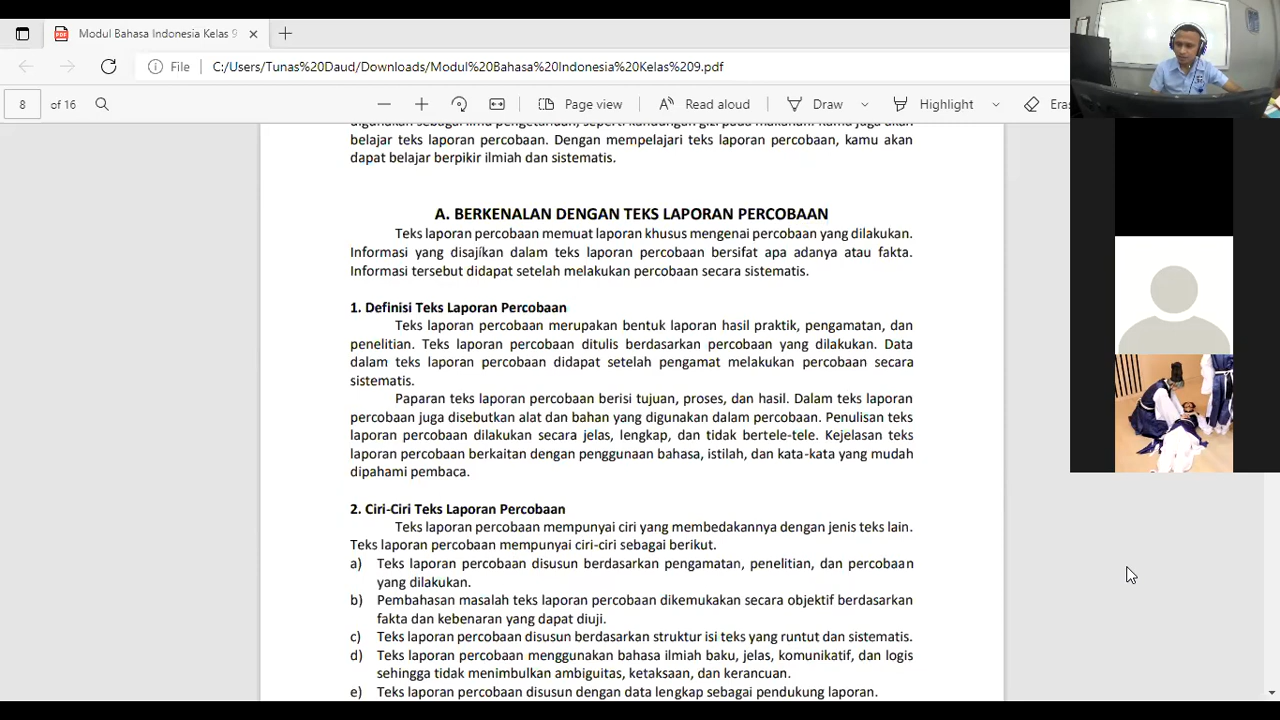 Modul Bahasa Indonesia Kelas 9
File C:/Users/Tunas%20Daud/Downloads/Modul%20Bahasa%20Indonesia%20Kelas%209.pdf
8 of 16 Page view Read aloud Draw Highlight
belajar teks laporan percobaan. Dengan mempelajari teks laporan percobaan, kamu akan
dapat belajar berpikir ilmiah dan sistematis.
A. BERKENALAN DENGAN TEKS LAPORAN PERCOBAAN
Teks laporan percobaan memuat laporan khusus mengenai percobaan yang dilakukan.
Informasi yang disajikan dalam teks laporan percobaan bersifat apa adanya atau fakta.
Informasi tersebut didapat setelah melakukan percobaan secara sistematis.
1. Definisi Teks Laporan Percobaan
Teks laporan percobaan merupakan bentuk laporan hasil praktik, pengamatan, dan
penelitian. Teks laporan percobaan ditulis berdasarkan percobaan yang dilakukan. Data
dalam teks laporan percobaan didapat setelah pengamat melakukan percobaan secara
sistematis.
Paparan teks laporan percobaan berisi tujuan, proses, dan hasil. Dalam teks laporan
percobaan juga disebutkan alat dan bahan yang digunakan dalam percobaan. Penulisan teks
laporan percobaan dilakukan secara jelas, lengkap, dan tidak bertele-tele. Kejelasan teks
laporan percobaan berkaitan dengan penggunaan bahasa, istilah, dan kata-kata yang mudah
dipahami pembaca.
2. Ciri-Ciri Teks Laporan Percobaan
Teks laporan percobaan mempunyai ciri yang membedakannya dengan jenis teks lain.
Teks laporan percobaan mempunyai ciri-ciri sebagai berikut.
a) Teks laporan percobaan disusun berdasarkan pengamatan, penelitian, dan percobaan
yang dilakukan.
b) Pembahasan masalah teks laporan percobaan dikemukakan secara objektif berdasarkan
fakta dan kebenaran yang dapat diuji.
c) Teks laporan percobaan disusun berdasarkan struktur isi teks yang runtut dan sistematis.
d) Teks laporan percobaan menggunakan bahasa ilmiah baku, jelas, komunikatif, dan logis
sehingga tidak menimbulkan ambiguitas, ketaksaan, dan kerancuan.
e) Teks laporan percobaan disusun dengan data lengkap sebagai pendukung laporan.